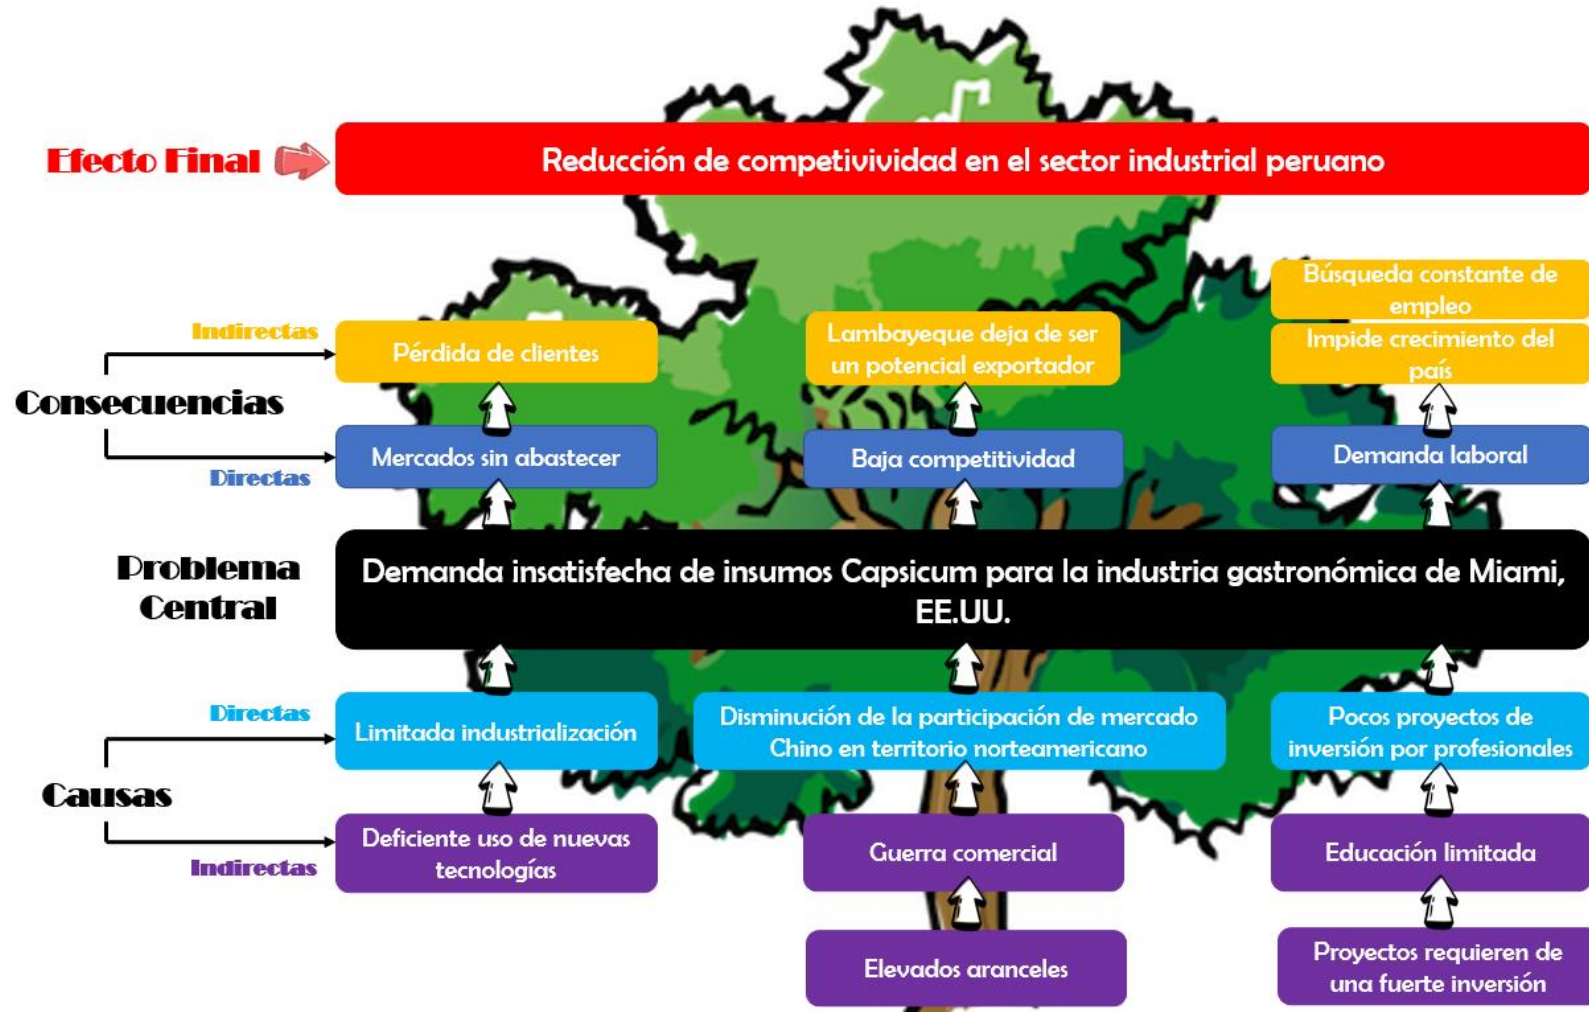 Efecto Final
Reducción de competivividad en el sector industrial peruano
Búsqueda constante de
empleo
Indirectas
Pérdida de clientes
Lambayeque deja de ser
un potencial exportador
Impide crecimiento del
país
Consecuencias
Mercados sin abastecer
Baja competitividad
Demanda laboral
Directas
Problema
Central
Demanda insatisfecha de insumos Capsicum para la industria gastronómica de Miami,
EE.UU.
Directas
Limitada industrialización
Disminución de la participación de mercado
Chino en territorio norteamericano
Pocos proyectos de
inversión por profesionales
Causas
Deficiente uso de nuevas
tecnologías
Guerra comercial
Educación limitada
Indirectas
Elevados aranceles
Proyectos requieren de
una fuerte inversión